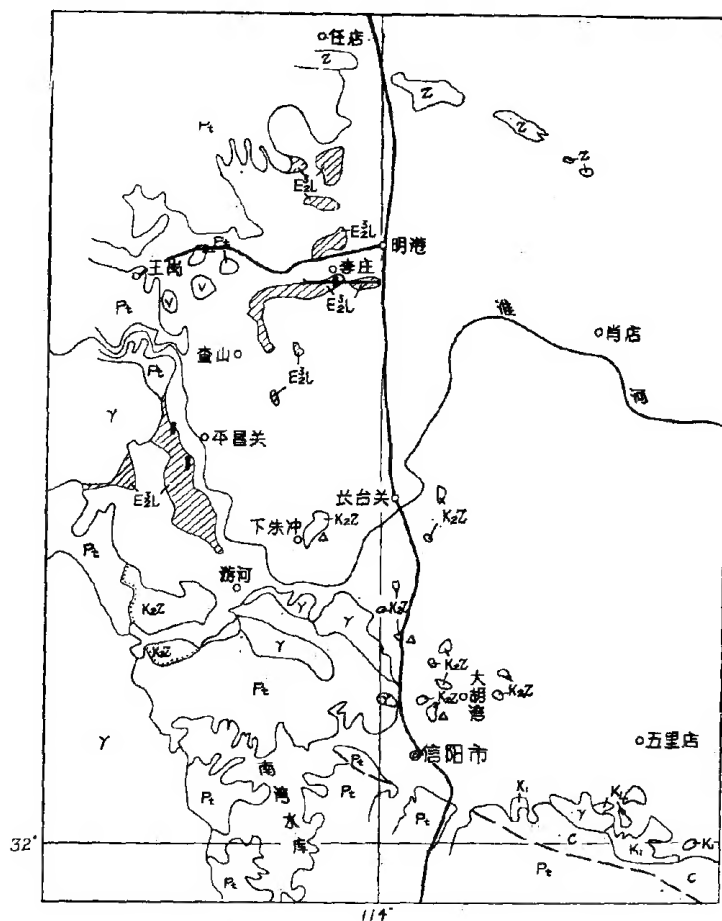 任店
Z
Z
Z
Z
Pt
E₂³L
Pt
E₂³L
明港
王岗
李庄
E₂³L
V
V
淮
河
肖店
Pt
查山
Pt
E₂³L
γ
平昌关
E₂³L
长台关
K₂Z
K₂Z
下朱冲
Pt
游河
K₂Z
γ
K₂Z
γ
K₂Z
γ
K₂Z
K₂Z
K₂Z
大胡湾
Pt
γ
信阳市
五里店
南湾水库
Pt
Pt
Pt
Pt
K₁
γ
K₁
32°
C
K₁
K₁
Pt
C
Pt
114°